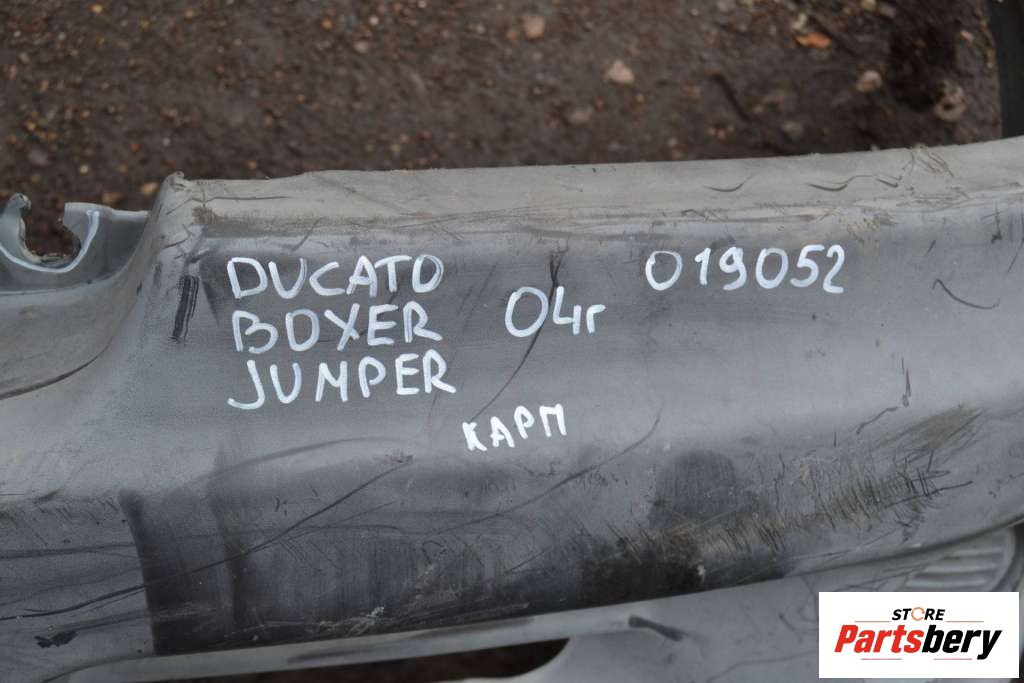 DUCATO 019052
BOXER 04г
JUMPER
КАРП
STORE
Partsbery